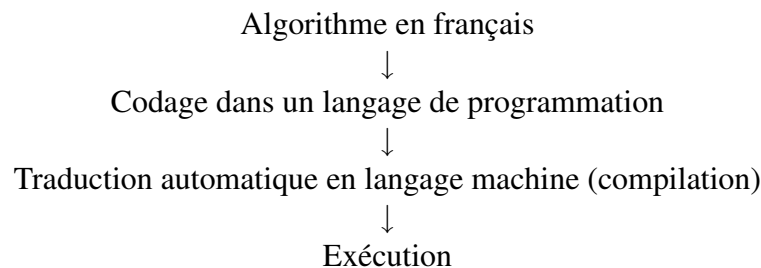 Algorithme en français
↓
Codage dans un langage de programmation
↓
Traduction automatique en langage machine (compilation)
↓
Exécution